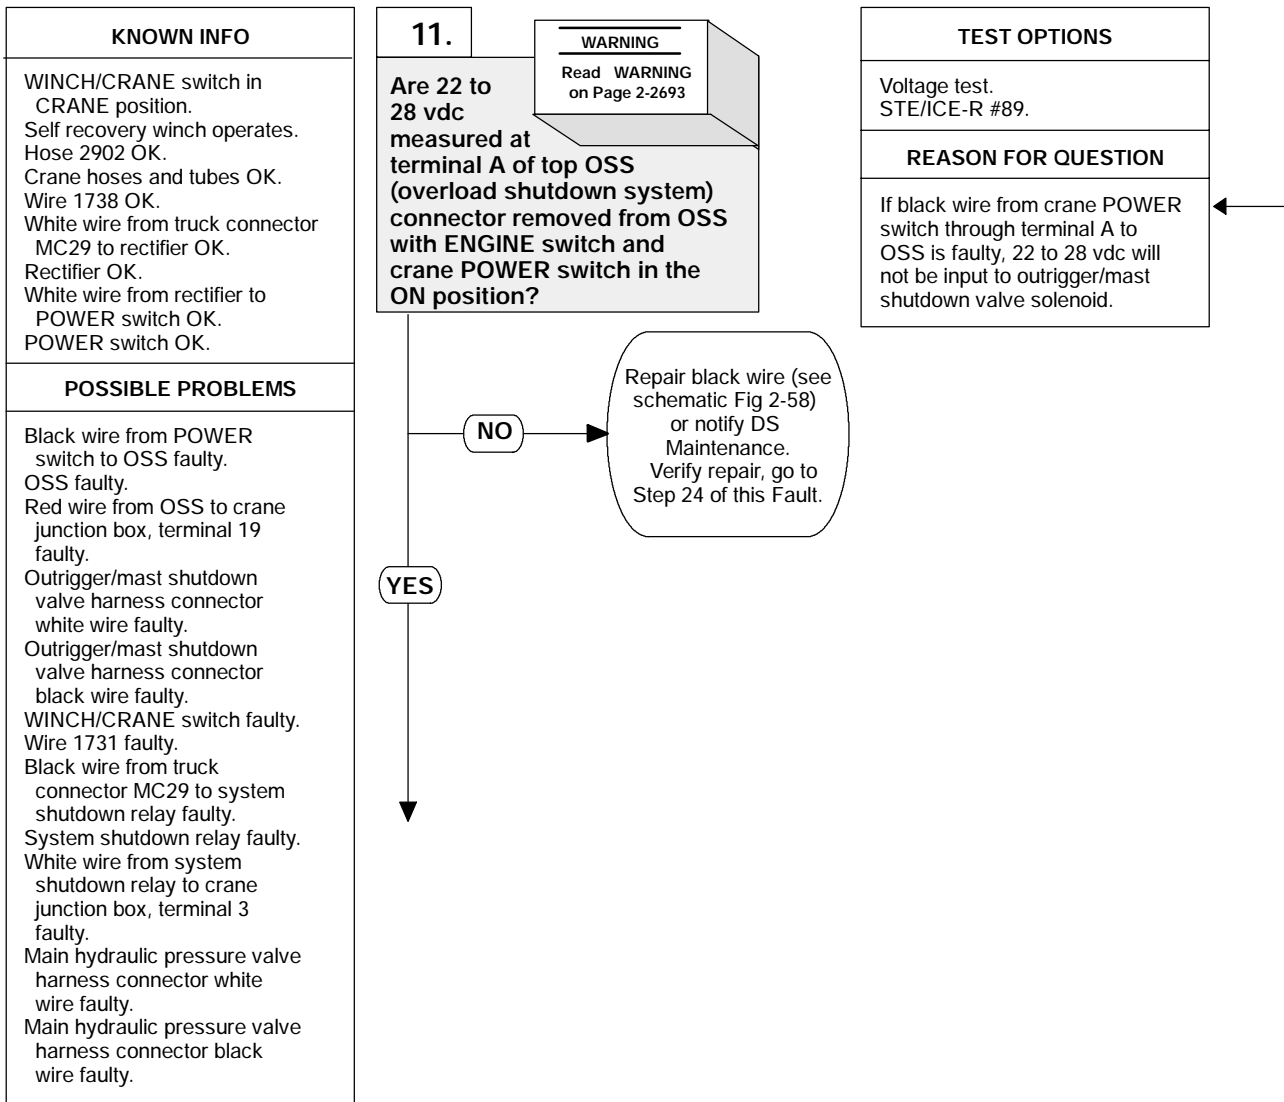 KNOWN INFO
WINCH/CRANE switch in
CRANE position.
Self recovery winch operates.
Hose 2902 OK.
Crane hoses and tubes OK.
Wire 1738 OK.
White wire from truck connector
MC29 to rectifier OK.
Rectifier OK.
White wire from rectifier to
POWER switch OK.
POWER switch OK.
POSSIBLE PROBLEMS
Black wire from POWER
switch to OSS faulty.
OSS faulty.
Red wire from OSS to crane
junction box, terminal 19
faulty.
Outrigger/mast shutdown
valve harness connector
white wire faulty.
Outrigger/mast shutdown
valve harness connector
black wire faulty.
WINCH/CRANE switch faulty.
Wire 1731 faulty.
Black wire from truck
connector MC29 to system
shutdown relay faulty.
System shutdown relay faulty.
White wire from system
shutdown relay to crane
junction box, terminal 3
faulty.
Main hydraulic pressure valve
harness connector white
wire faulty.
Main hydraulic pressure valve
harness connector black
wire faulty.
11.
WARNING
Read WARNING
on Page 2-2693
Are 22 to
28 vdc
measured at
terminal A of top OSS
(overload shutdown system)
connector removed from OSS
with ENGINE switch and
crane POWER switch in the
ON position?
NO
Repair black wire (see
schematic Fig 2-58)
or notify DS
Maintenance.
Verify repair, go to
Step 24 of this Fault.
YES
TEST OPTIONS
Voltage test.
STE/ICE-R #89.
REASON FOR QUESTION
If black wire from crane POWER
switch through terminal A to
OSS is faulty, 22 to 28 vdc will
not be input to outrigger/mast
shutdown valve solenoid.